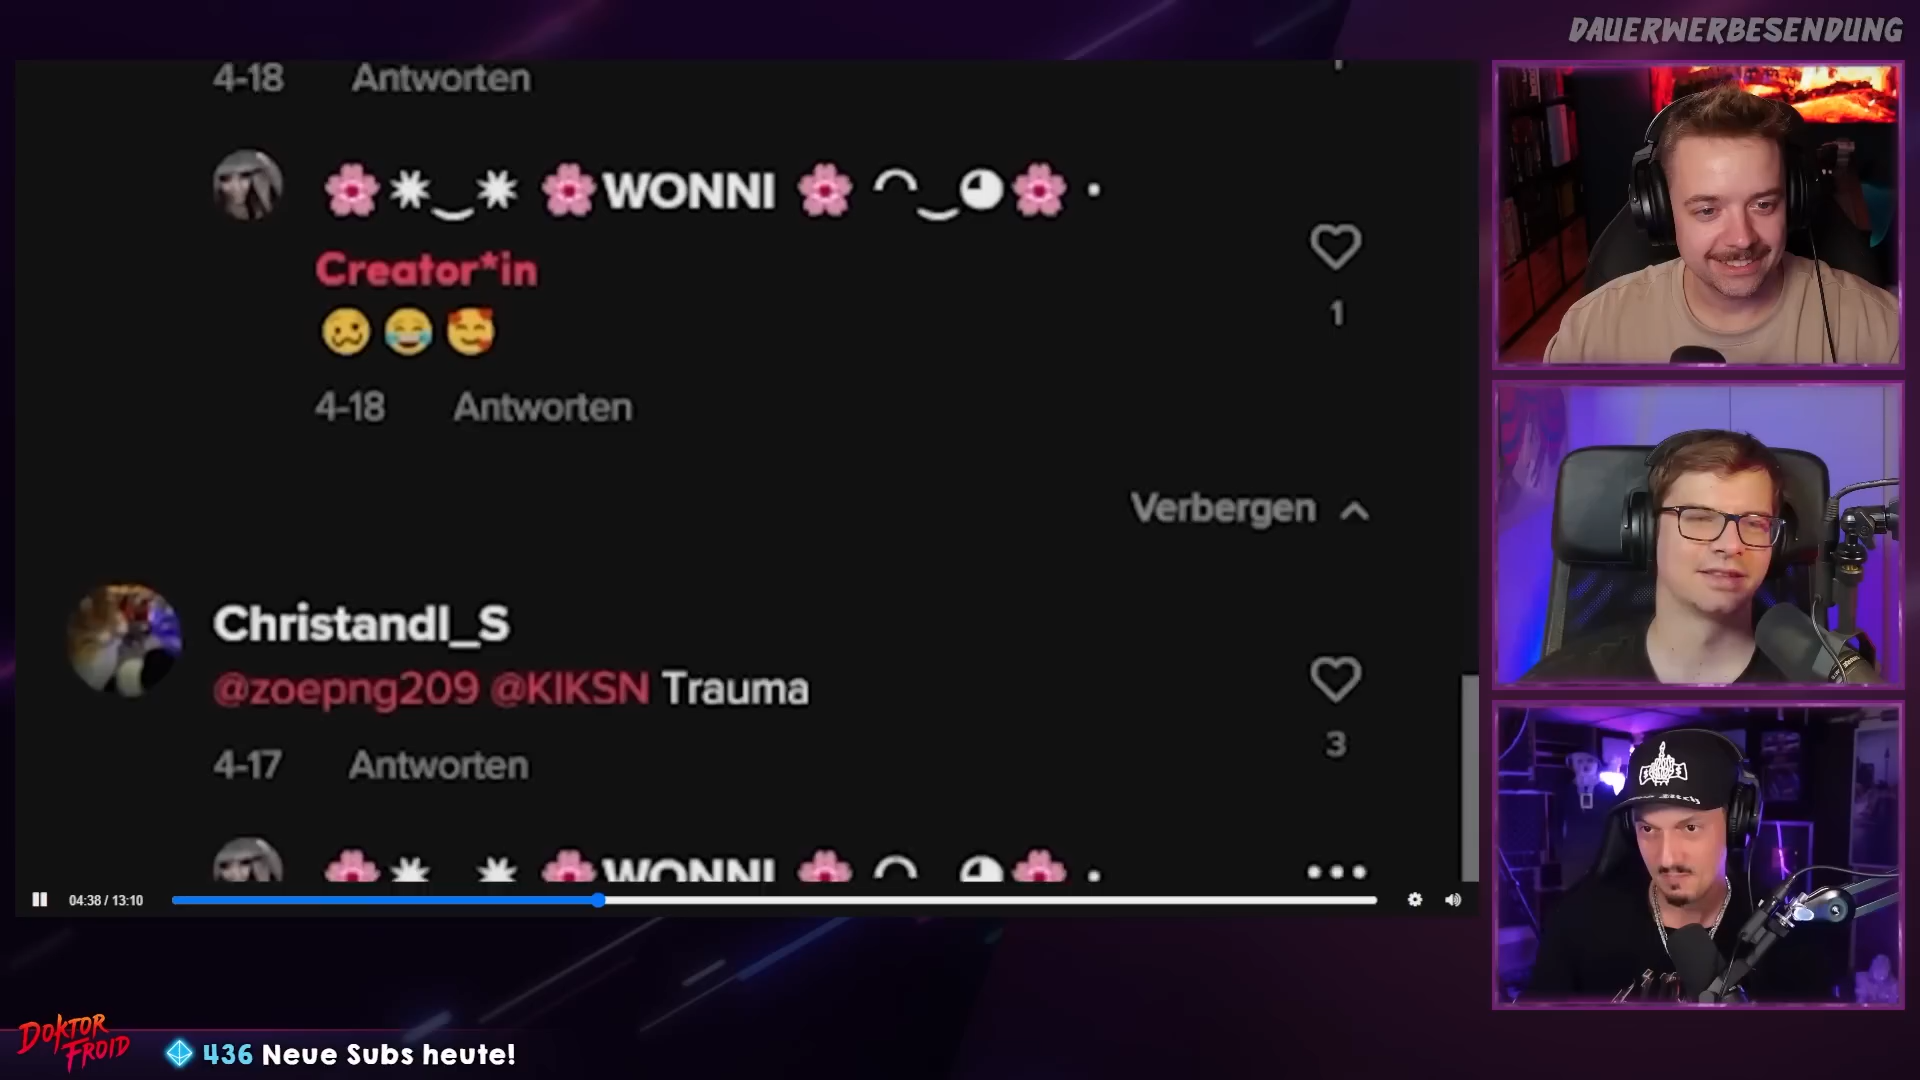 DAUERWERBESENDUNG
4-18 Antworten
🌸✷‿✷ 🌸WONNI 🌸 ◠‿◕🌸 ·
Creator*in
🥴😂🥰
1
4-18 Antworten
Verbergen
Christandl_S
@zoepng209 @KIKSN Trauma
3
4-17 Antworten
🌸✷‿✷ 🌸WONNI 🌸 ◠‿◕🌸 ·
04:38 / 13:10
DOKTOR
FROID
436 Neue Subs heute!